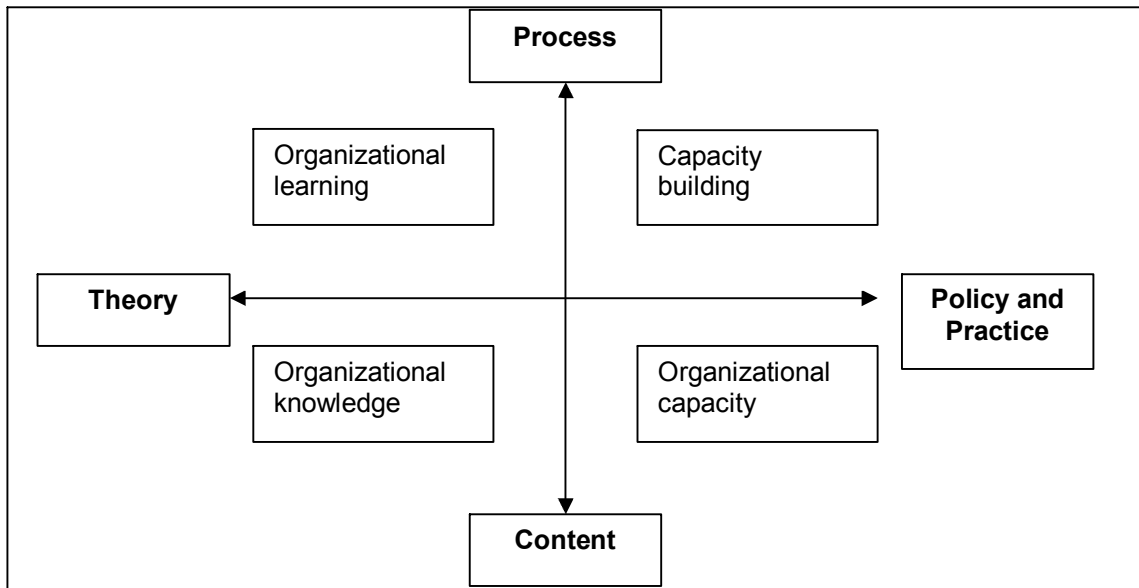 Process
Organizational
learning
Capacity
building
Theory
Policy and
Practice
Organizational
knowledge
Organizational
capacity
Content